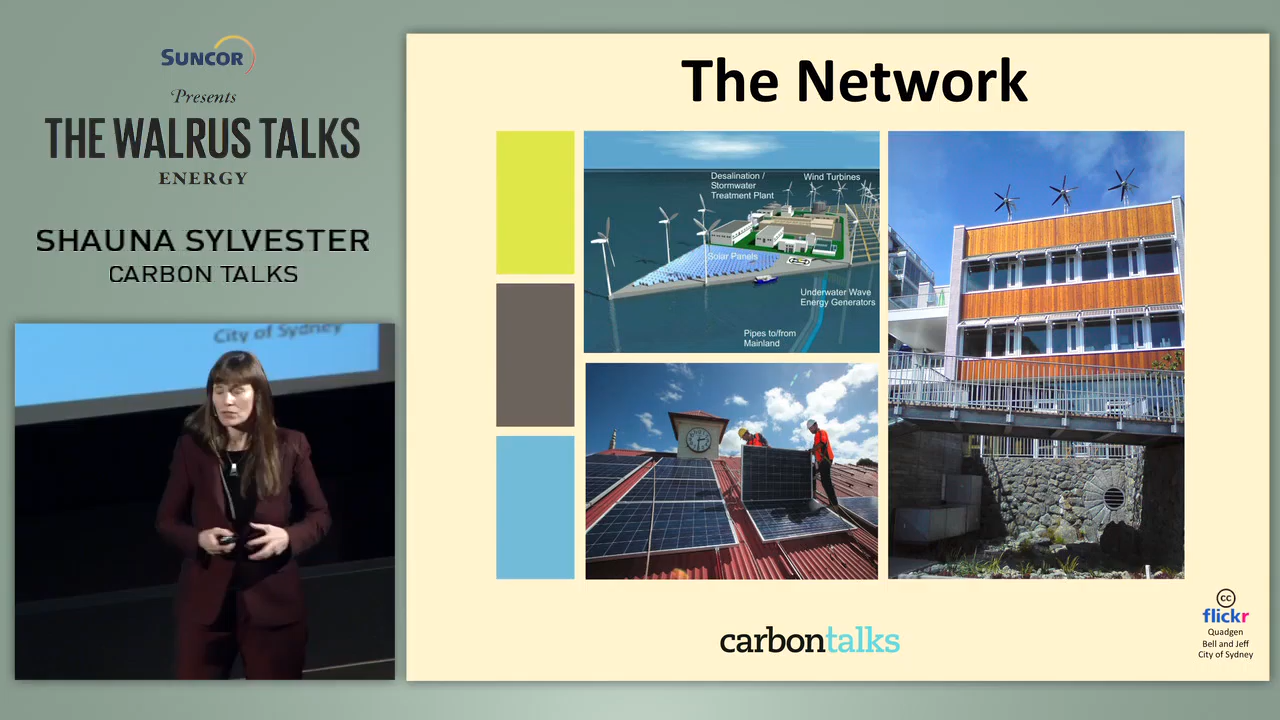 SUNCOR
Presents
THE WALRUS TALKS
ENERGY
SHAUNA SYLVESTER
CARBON TALKS
City of Sydney
The Network
Desalination /
Stormwater
Treatment Plant
Wind Turbines
Solar Panels
Underwater Wave
Energy Generators
Pipes to/from
Mainland
carbontalks
cc
flickr
Quadgen
Bell and Jeff
City of Sydney